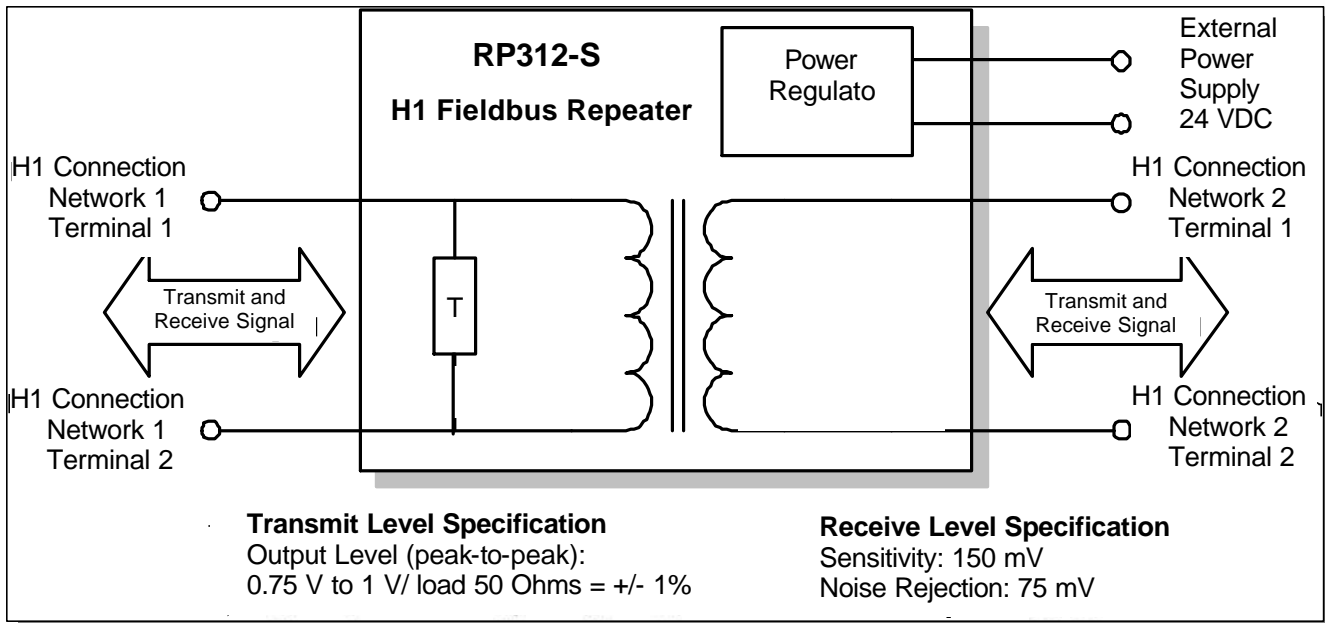 RP312-S
H1 Fieldbus Repeater
Power
Regulato
External
Power
Supply
24 VDC
H1 Connection
Network 1
Terminal 1
H1 Connection
Network 2
Terminal 1
Transmit and
Receive Signal
T
Transmit and
Receive Signal
H1 Connection
Network 1
Terminal 2
H1 Connection
Network 2
Terminal 2
Transmit Level Specification
Output Level (peak-to-peak):
0.75 V to 1 V/ load 50 Ohms = +/- 1%
Receive Level Specification
Sensitivity: 150 mV
Noise Rejection: 75 mV